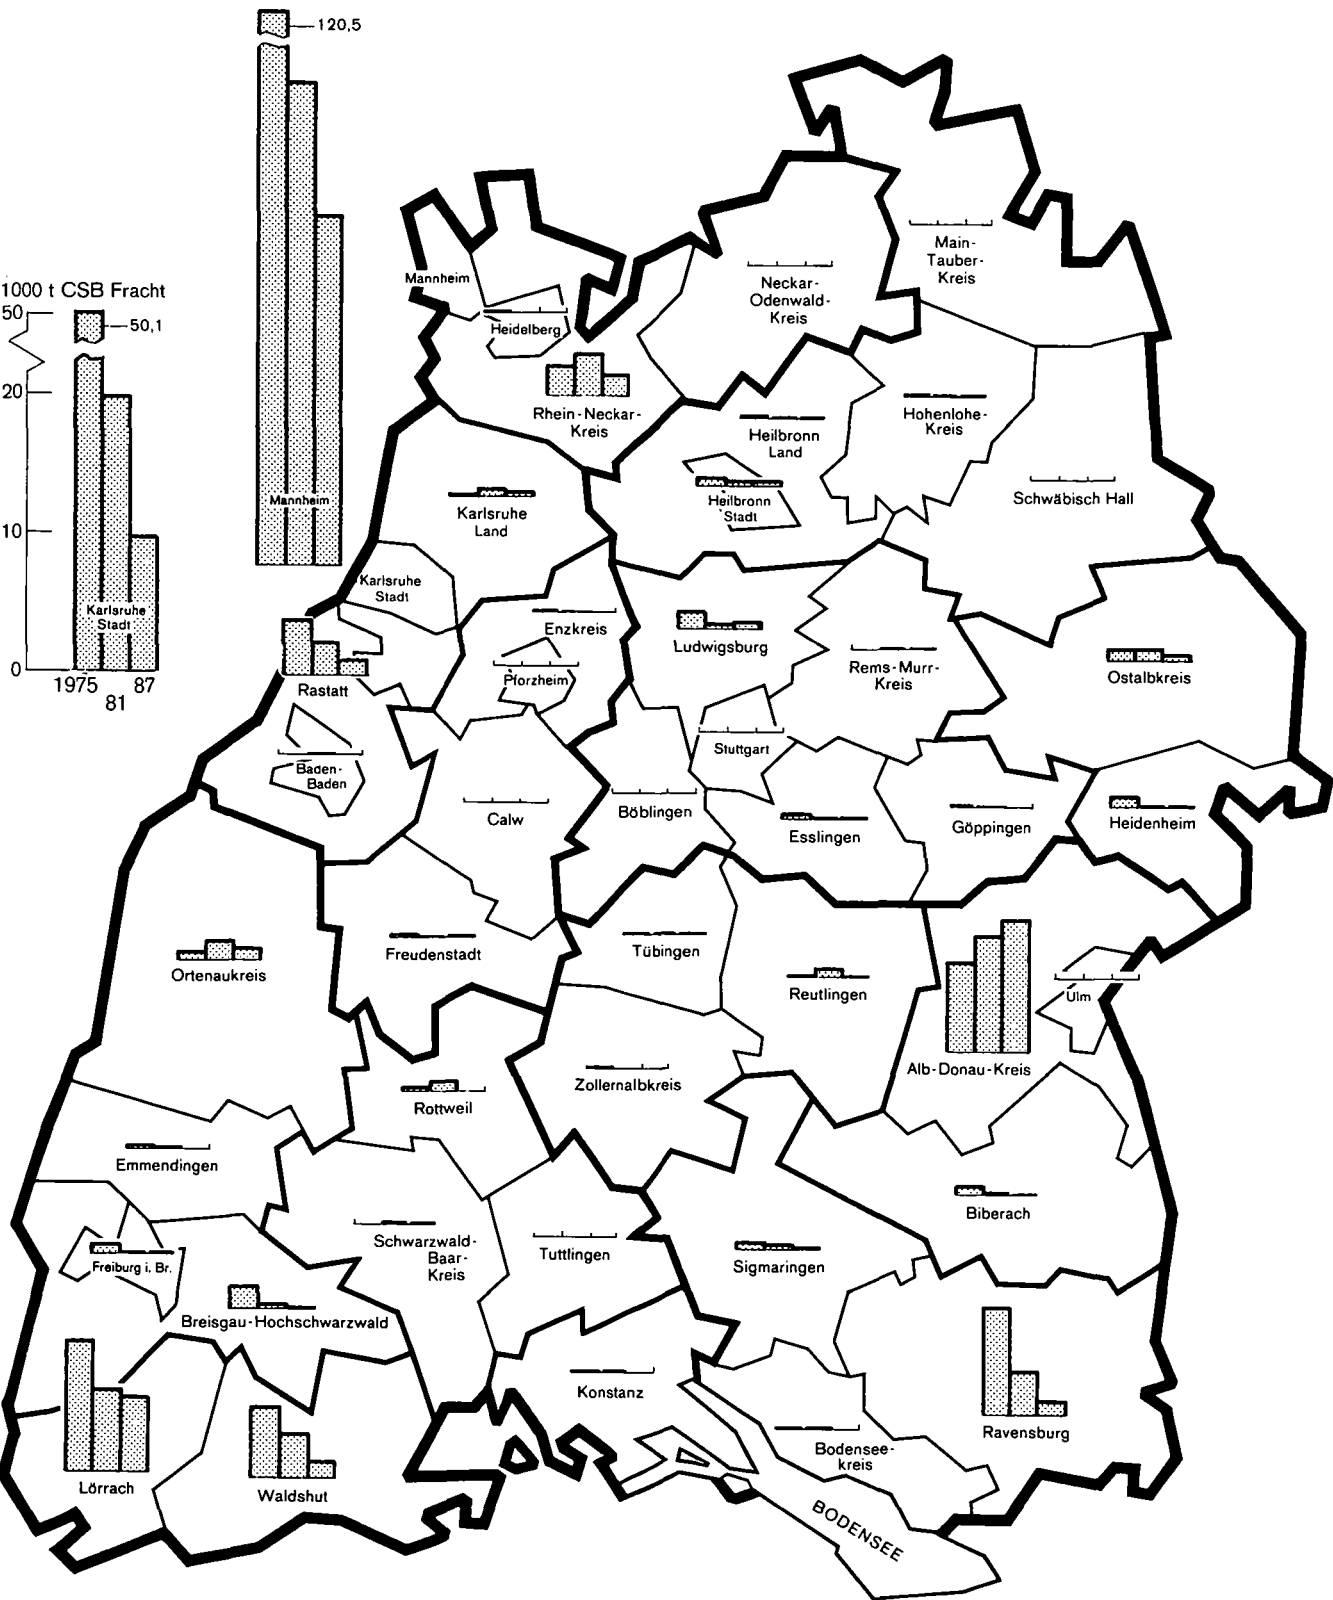 120,5
1000 t CSB Fracht
50
50,1
20
10
0
1975
81
87
Karlsruhe
Stadt
Mannheim
Mannheim
Heidelberg
Rhein-Neckar-
Kreis
Neckar-
Odenwald-
Kreis
Main-
Tauber-
Kreis
Heilbronn
Land
Hohenlohe-
Kreis
Karlsruhe
Land
Heilbronn
Stadt
Schwäbisch Hall
Karlsruhe
Stadt
Enzkreis
Ludwigsburg
Rems-Murr-
Kreis
Ostalbkreis
Rastatt
Pforzheim
Stuttgart
Baden-
Baden
Calw
Böblingen
Esslingen
Göppingen
Heidenheim
Ortenaukreis
Freudenstadt
Tübingen
Reutlingen
Ulm
Alb-Donau-Kreis
Rottweil
Zollernalbkreis
Emmendingen
Biberach
Schwarzwald-
Baar-
Kreis
Tuttlingen
Sigmaringen
Freiburg i. Br.
Breisgau-Hochschwarzwald
Konstanz
Ravensburg
Bodensee-
kreis
Lörrach
Waldshut
BODENSEE